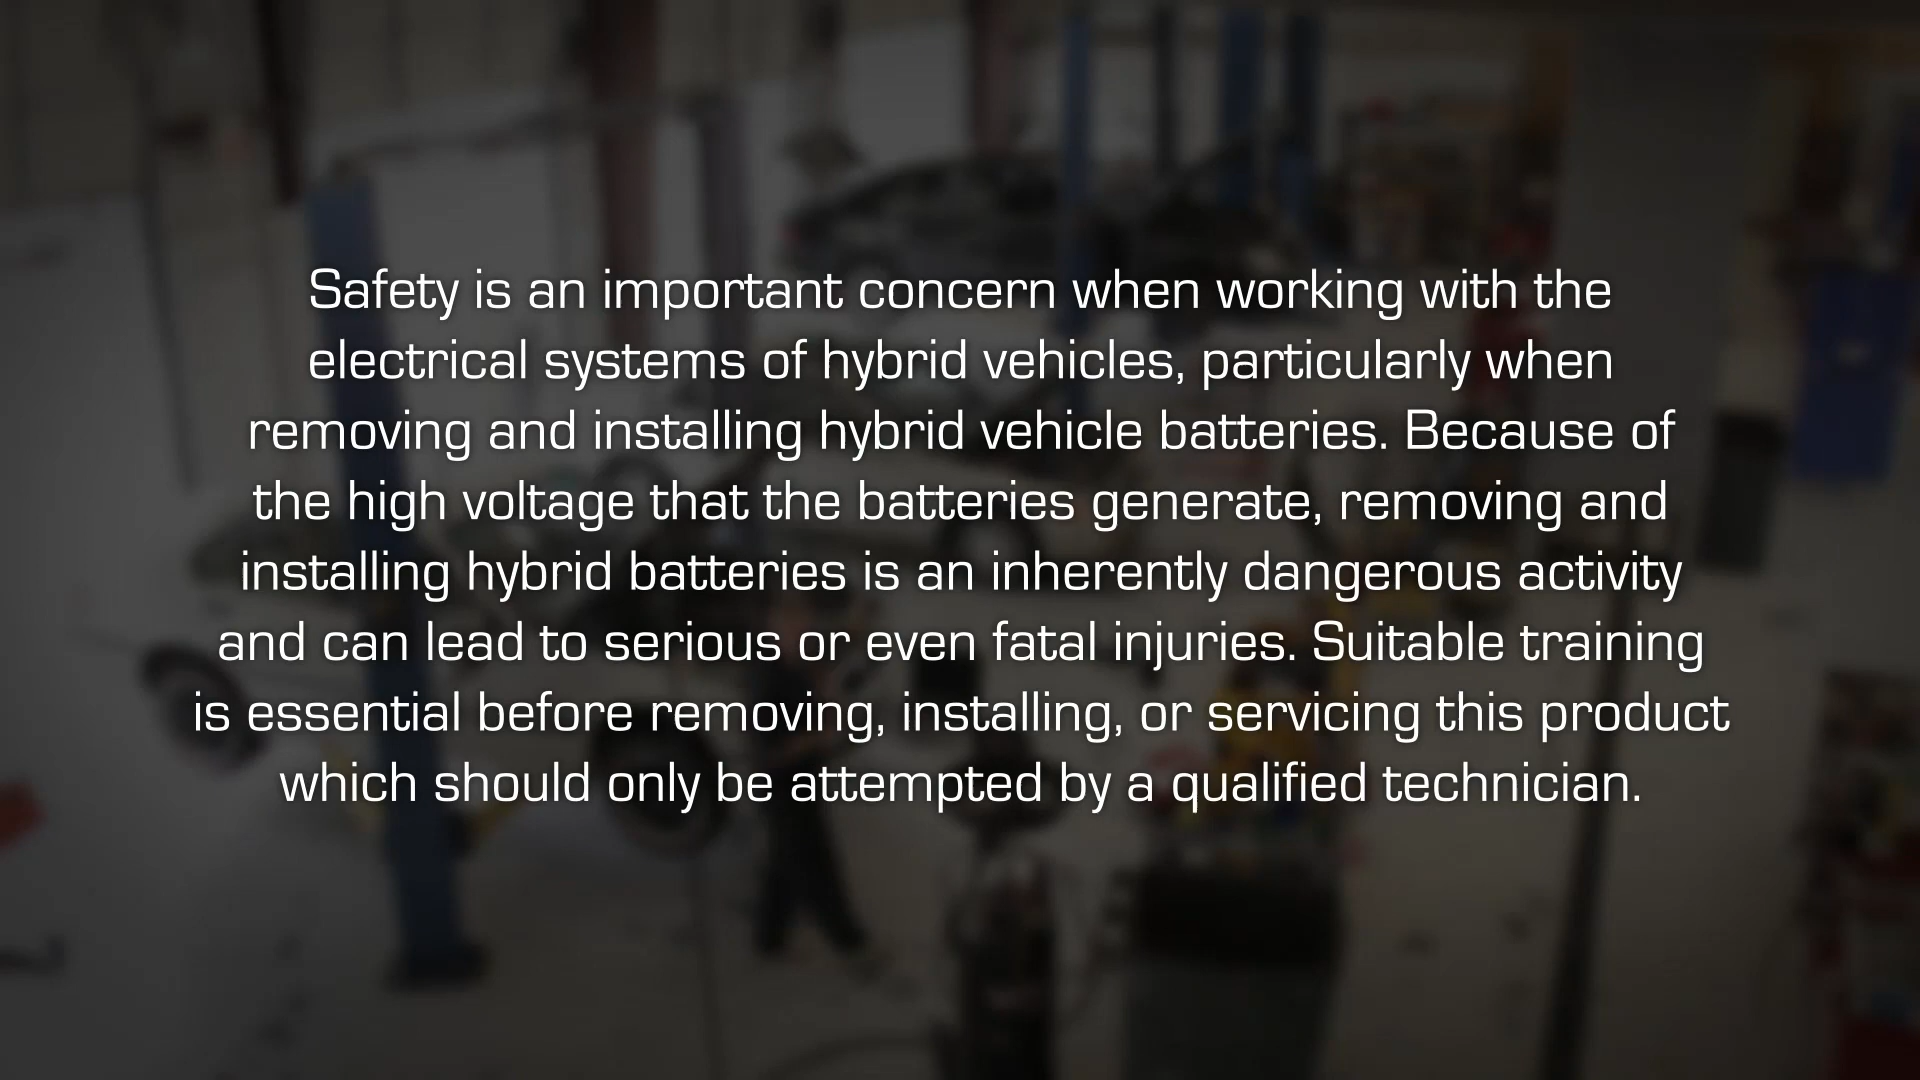 Safety is an important concern when working with the
electrical systems of hybrid vehicles, particularly when
removing and installing hybrid vehicle batteries. Because of
the high voltage that the batteries generate, removing and
installing hybrid batteries is an inherently dangerous activity
and can lead to serious or even fatal injuries. Suitable training
is essential before removing, installing, or servicing this product
which should only be attempted by a qualified technician.